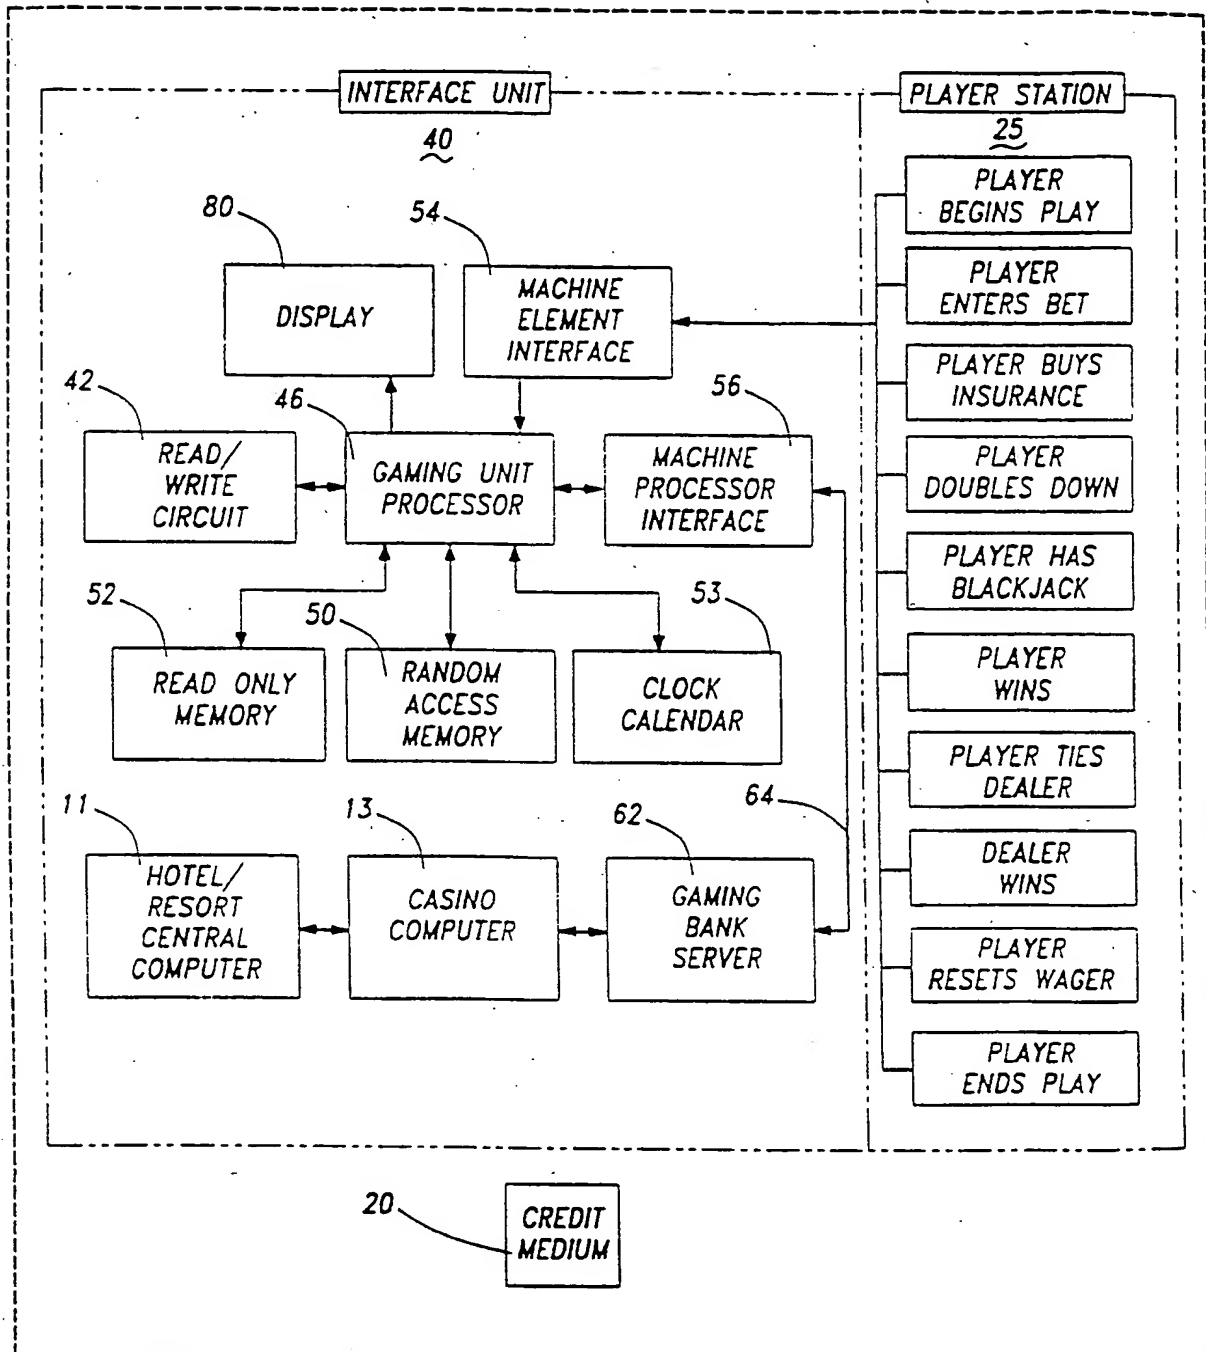 INTERFACE UNIT
40
PLAYER STATION
25
80
54
DISPLAY
MACHINE
ELEMENT
INTERFACE
42
46
56
READ/
WRITE
CIRCUIT
GAMING UNIT
PROCESSOR
MACHINE
PROCESSOR
INTERFACE
52
50
53
READ ONLY
MEMORY
RANDOM
ACCESS
MEMORY
CLOCK
CALENDAR
11
13
62
64
HOTEL/
RESORT
CENTRAL
COMPUTER
CASINO
COMPUTER
GAMING
BANK
SERVER
PLAYER
BEGINS PLAY
PLAYER
ENTERS BET
PLAYER BUYS
INSURANCE
PLAYER
DOUBLES DOWN
PLAYER HAS
BLACKJACK
PLAYER
WINS
PLAYER TIES
DEALER
DEALER
WINS
PLAYER
RESETS WAGER
PLAYER
ENDS PLAY
20
CREDIT
MEDIUM